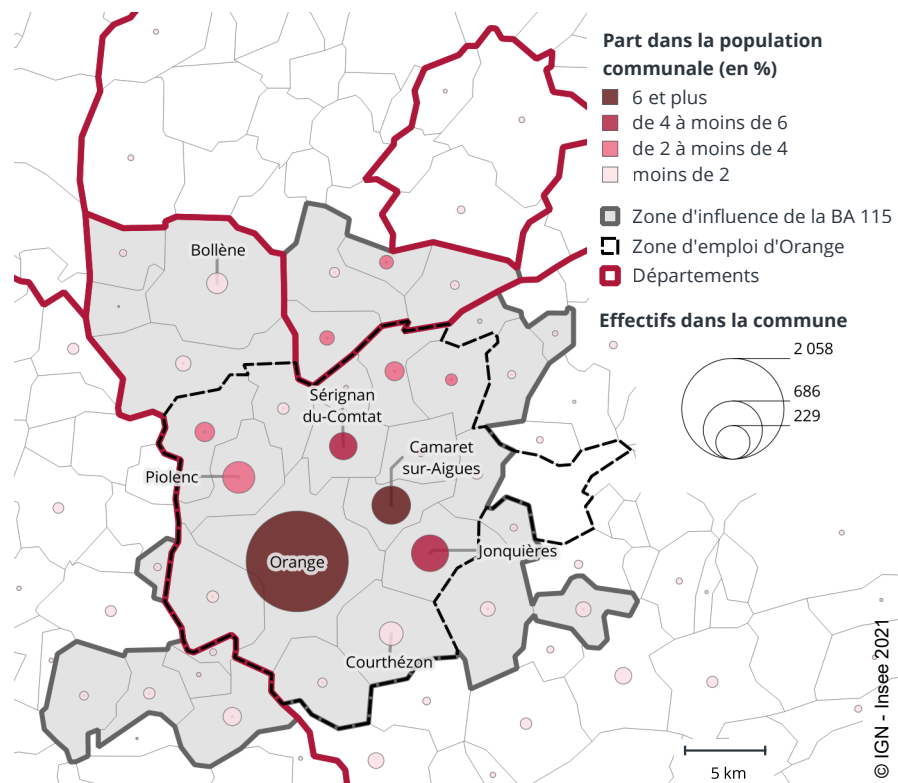 Part dans la population
communale (en %)
6 et plus
de 4 à moins de 6
de 2 à moins de 4
moins de 2
Zone d'influence de la BA 115
Zone d'emploi d'Orange
Départements
Effectifs dans la commune
2 058
686
229
Bollène
Sérignan
du-Comtat
Camaret
sur-Aigues
Piolenc
Orange
Jonquières
Courthézon
5 km
© IGN - Insee 2021